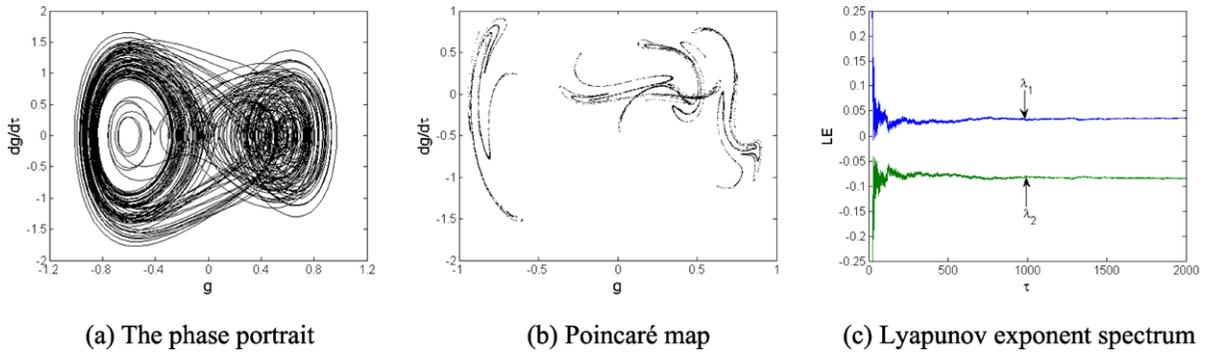 2
1.5
1
0.5
0
-0.5
-1
-1.5
-2
-1.2 -0.8 -0.4 0 0.4 0.8 1.2
dg/dτ
g
1
0.5
0
-0.5
-1
-1.5
-2
-1 -0.5 0 0.5 1
dg/dτ
g
0.25
0.2
0.15
0.1
0.05
0
-0.05
-0.1
-0.15
-0.2
-0.25
0 500 1000 1500 2000
LE
τ
λ1
λ2
(a) The phase portrait
(b) Poincaré map
(c) Lyapunov exponent spectrum